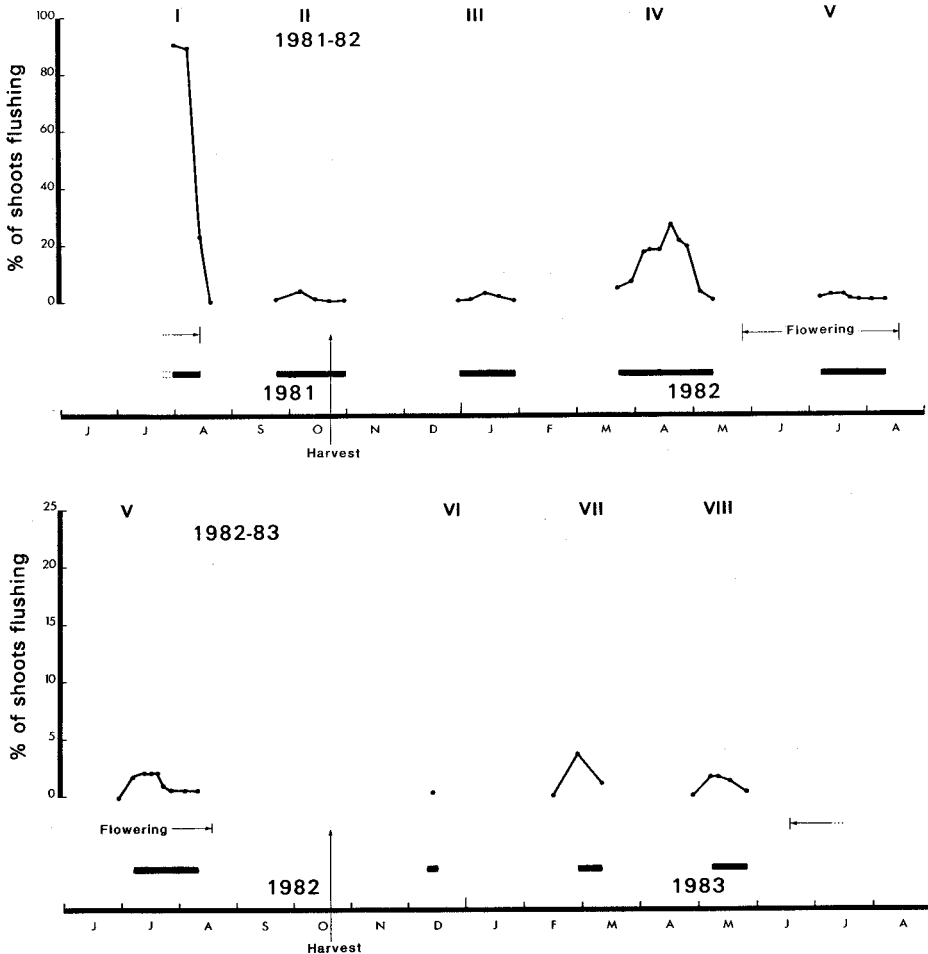 I II III IV V
1981-82
100
80
60
40
20
0
% of shoots flushing
Flowering
1981 1982
J J A S O N D J F M A M J J A
Harvest
V VI VII VIII
1982-83
25
20
15
10
5
0
% of shoots flushing
Flowering
1982 1983
J J A S O N D J F M A M J J A
Harvest